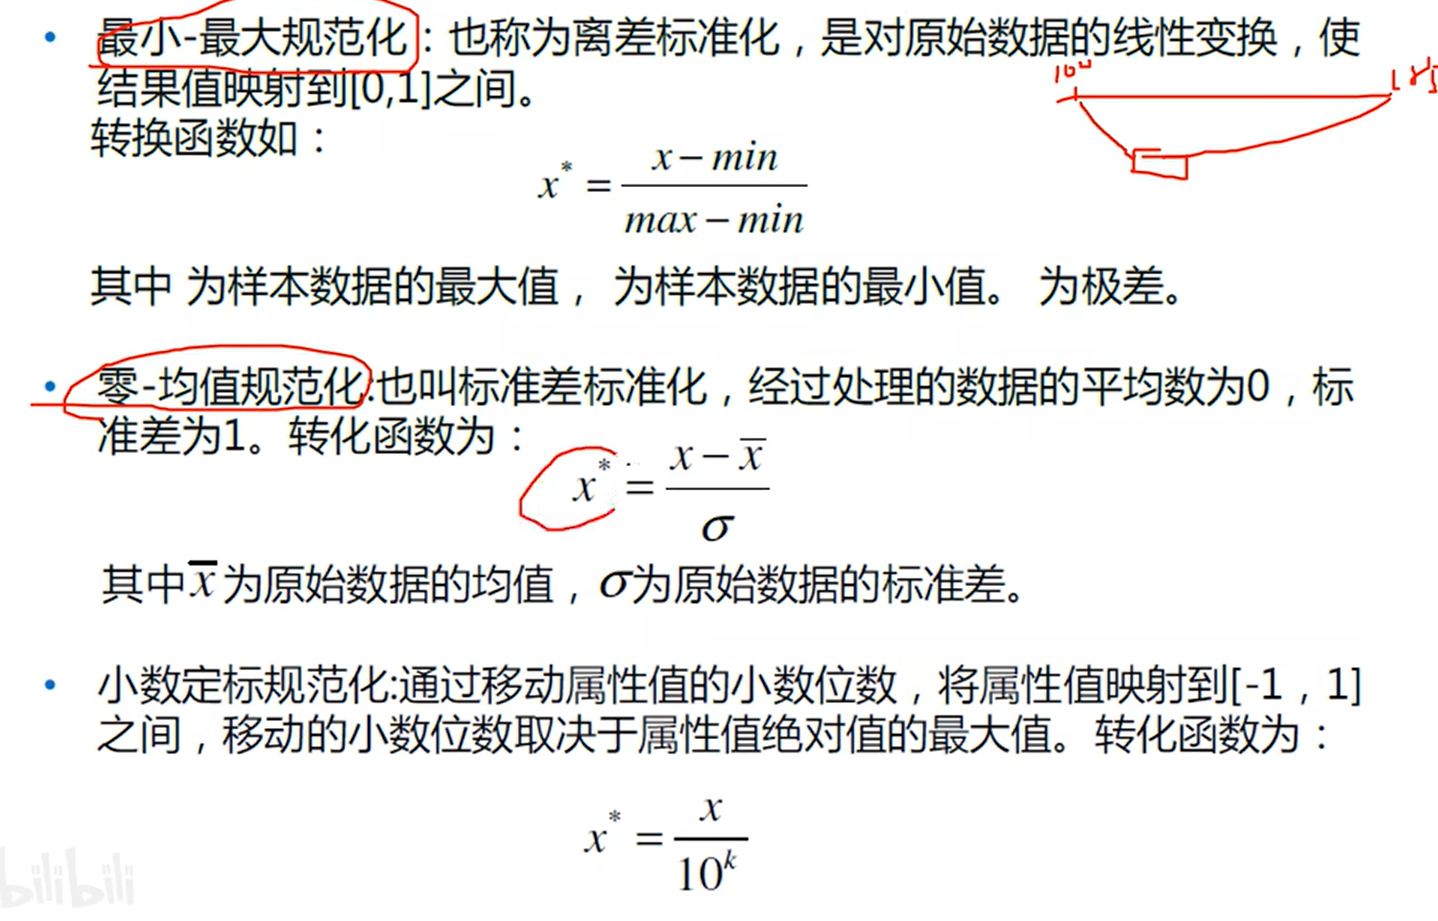 • 最小-最大规范化：也称为离差标准化，是对原始数据的线性变换，使
结果值映射到[0,1]之间。
转换函数如：
x* = (x − min) / (max − min)
其中 为样本数据的最大值， 为样本数据的最小值。 为极差。
• 零-均值规范化:也叫标准差标准化，经过处理的数据的平均数为0，标
准差为1。转化函数为：
x* = (x − x̅) / σ
其中x̅为原始数据的均值，σ为原始数据的标准差。
• 小数定标规范化:通过移动属性值的小数位数，将属性值映射到[-1，1]
之间，移动的小数位数取决于属性值绝对值的最大值。转化函数为：
x* = x / 10^k
bilibili